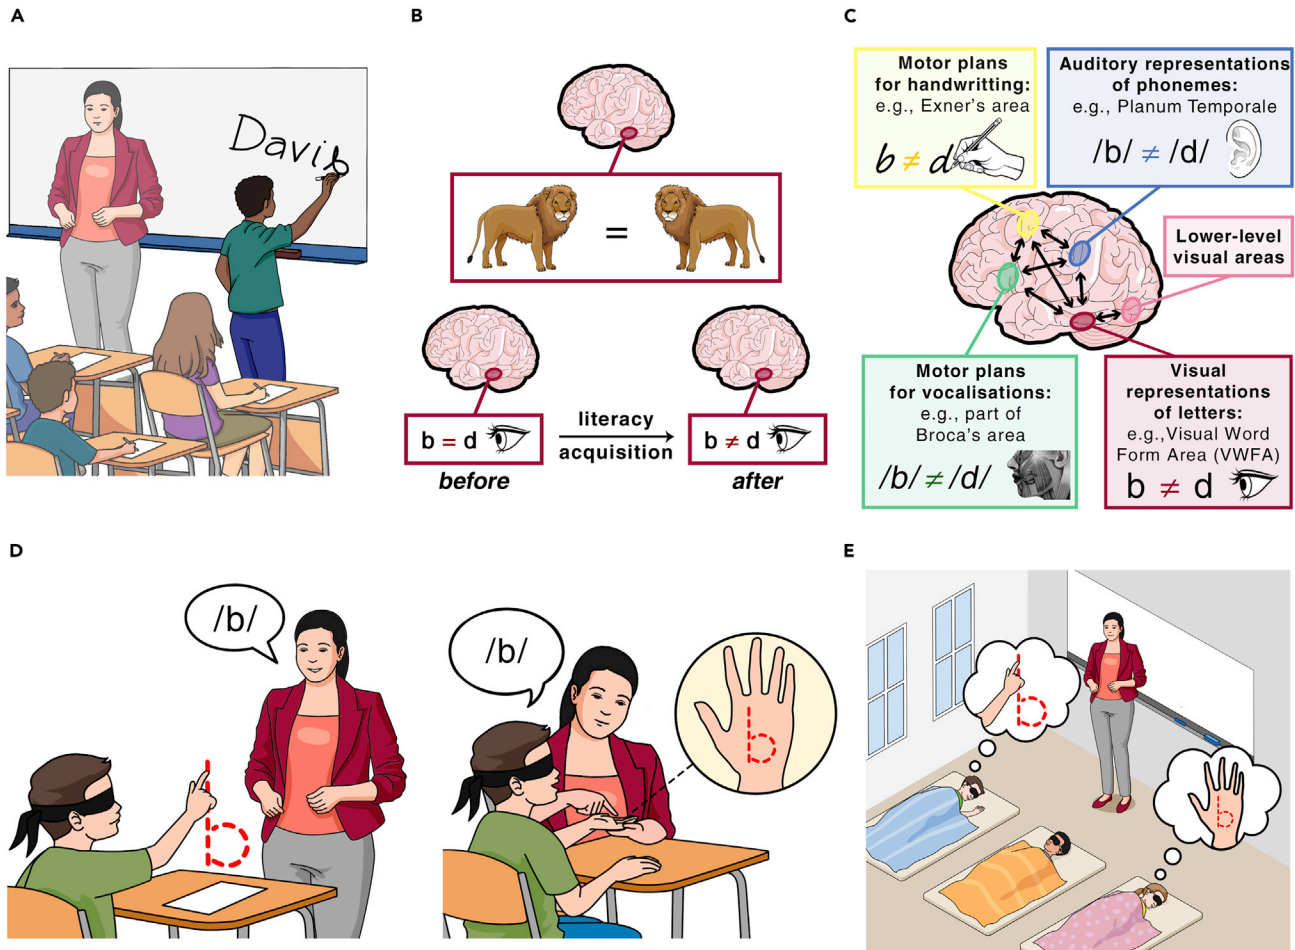 A
Davib
B
=
b = d
before
literacy
acquisition
b ≠ d
after
C
Motor plans
for handwritting:
e.g., Exner's area
b ≠ d
Auditory representations
of phonemes:
e.g., Planum Temporale
/b/ ≠ /d/
Lower-level
visual areas
Motor plans
for vocalisations:
e.g., part of
Broca's area
/b/ ≠ /d/
Visual
representations
of letters:
e.g.,Visual Word
Form Area (VWFA)
b ≠ d
D
/b/
b
/b/
b
E
b
b